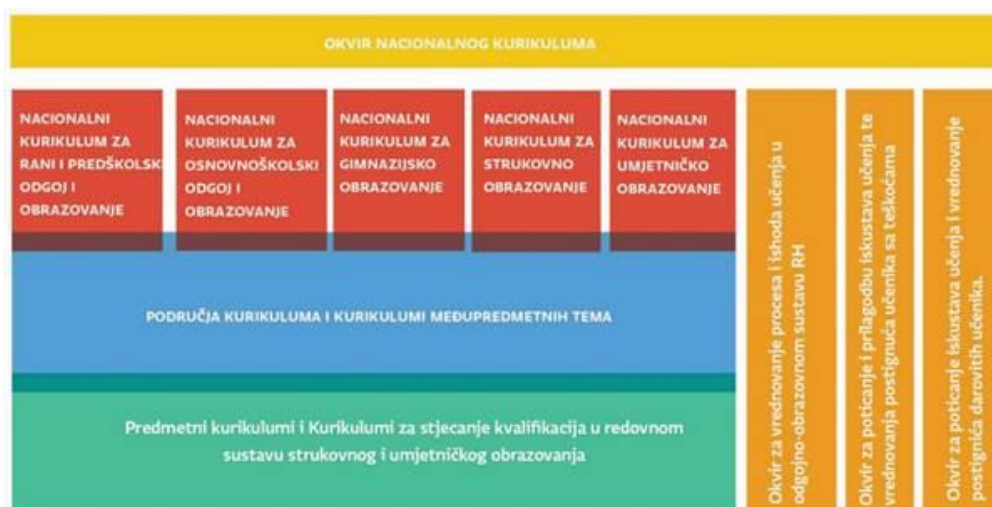 OKVIR NACIONALNOG KURIKULUMA
NACIONALNI
KURIKULUM ZA
RANI I PREDŠKOLSKI
ODGOJ I
OBRAZOVANJE
NACIONALNI
KURIKULUM ZA
OSNOVNOŠKOLSKI
ODGOJ I
OBRAZOVANJE
NACIONALNI
KURIKULUM ZA
GIMNAZIJSKO
OBRAZOVANJE
NACIONALNI
KURIKULUM ZA
STRUKOVNO
OBRAZOVANJE
NACIONALNI
KURIKULUM ZA
UMJETNIČKO
OBRAZOVANJE
PODRUČJA KURIKULUMA I KURIKULUMI MEĐUPREDMETNIH TEMA
Predmetni kurikulumi i Kurikulumi za stjecanje kvalifikacija u redovnom
sustavu strukovnog i umjetničkog obrazovanja
Okvir za vrednovanje procesa i ishoda učenja u
odgojno-obrazovnom sustavu RH
Okvir za poticanje i prilagodbu iskustava učenja te
vrednovanja postignuća učenika sa teškoćama
Okvir za poticanje iskustava učenja i vrednovanje
postignića darovitih učenika.